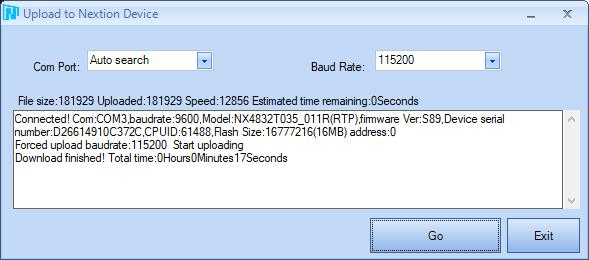 Upload to Nextion Device
Com Port: Auto search Baud Rate: 115200
File size:181929 Uploaded:181929 Speed:12856 Estimated time remaining:0Seconds
Connected! Com:COM3,baudrate:9600,Model:NX4832T035_011R(RTP),firmware Ver:S89,Device serial
number:D26614910C372C,CPUID:61488,Flash Size:16777216(16MB) address:0
Forced upload baudrate:115200  Start uploading
Download finished! Total time:0Hours0Minutes17Seconds
Go Exit